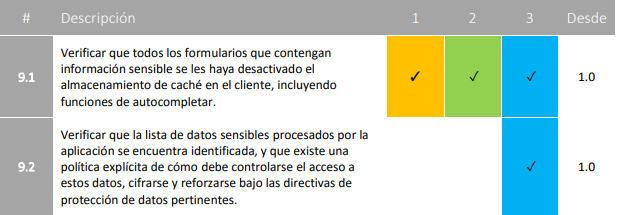 # Descripción 1 2 3 Desde
Verificar que todos los formularios que contengan
información sensible se les haya desactivado el
9.1 almacenamiento de caché en el cliente, incluyendo ✓ ✓ ✓ 1.0
funciones de autocompletar.
Verificar que la lista de datos sensibles procesados por la
aplicación se encuentra identificada, y que existe una
9.2 política explícita de cómo debe controlarse el acceso a ✓ 1.0
estos datos, cifrarse y reforzarse bajo las directivas de
protección de datos pertinentes.